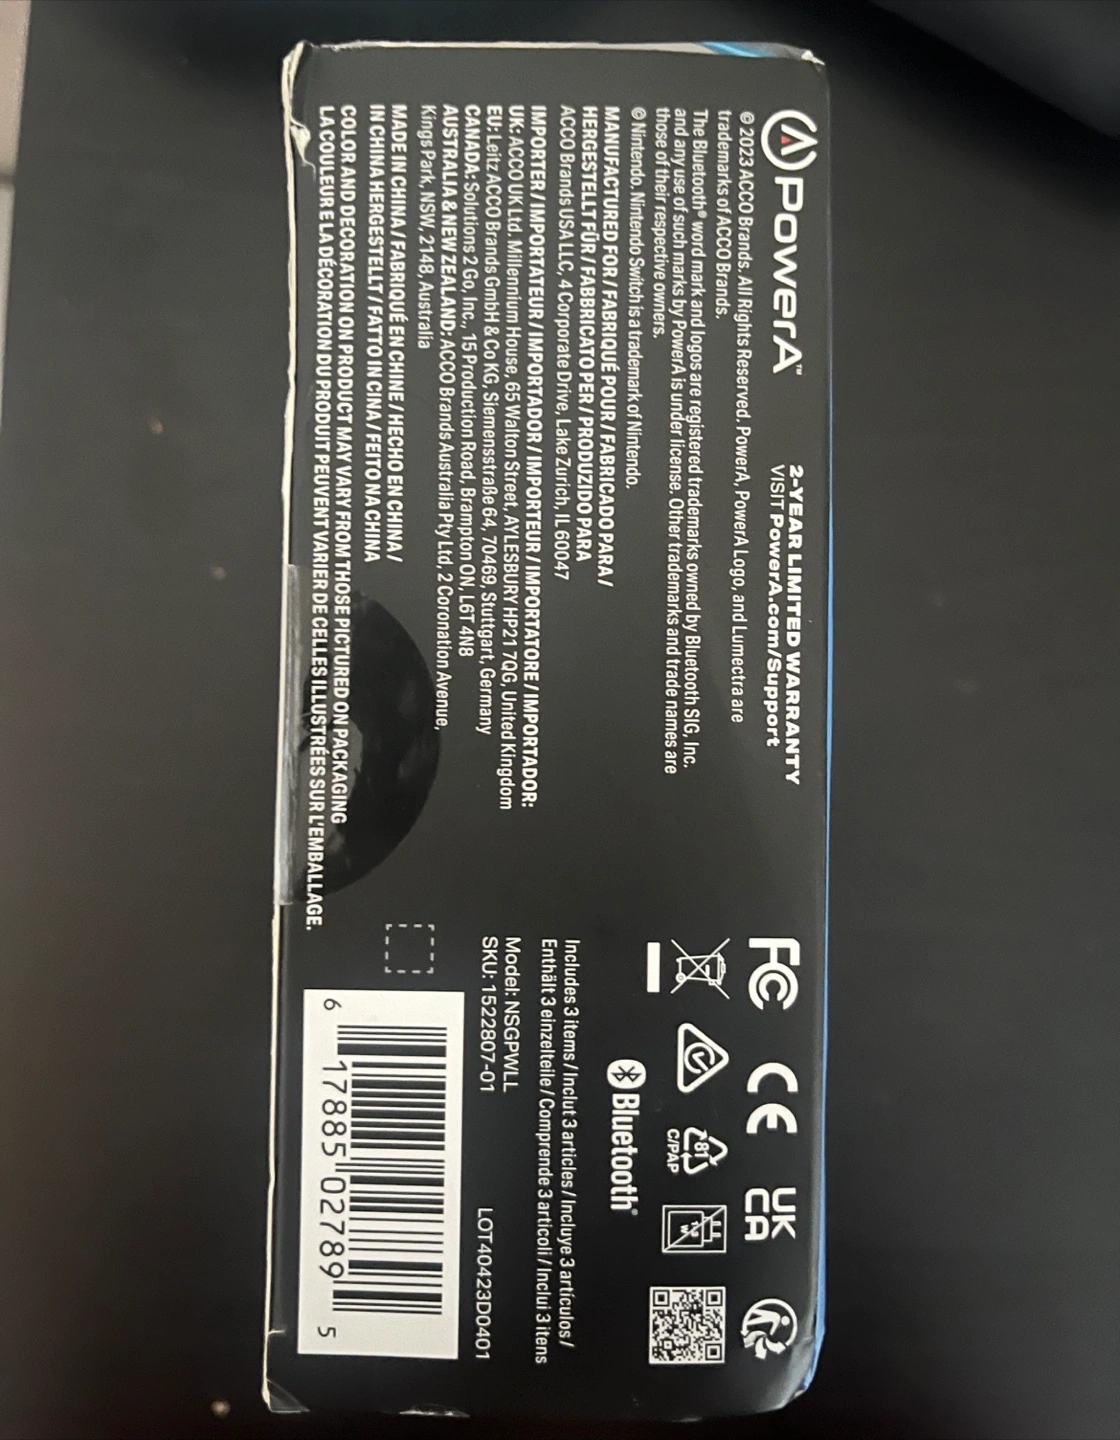 PowerA™
2-YEAR LIMITED WARRANTY
VISIT PowerA.com/Support
© 2023 ACCO Brands. All Rights Reserved. PowerA, PowerA Logo, and Lumectra are
trademarks of ACCO Brands.
The Bluetooth® word mark and logos are registered trademarks owned by Bluetooth SIG, Inc.
and any use of such marks by PowerA is under license. Other trademarks and trade names are
those of their respective owners.
© Nintendo. Nintendo Switch is a trademark of Nintendo.
MANUFACTURED FOR / FABRIQUÉ POUR / FABRICADO PARA /
HERGESTELLT FÜR / FABBRICATO PER / PRODUZIDO PARA
ACCO Brands USA LLC, 4 Corporate Drive, Lake Zurich, IL 60047
IMPORTER / IMPORTATEUR / IMPORTADOR / IMPORTEUR / IMPORTATORE / IMPORTADOR:
UK: ACCO UK Ltd. Millennium House, 65 Walton Street, AYLESBURY HP21 7QG, United Kingdom
EU: Leitz ACCO Brands GmbH & Co KG, Siemensstraße 64, 70469, Stuttgart, Germany
CANADA: Solutions 2 Go, Inc., 15 Production Road, Brampton ON, L6T 4N8
AUSTRALIA & NEW ZEALAND: ACCO Brands Australia Pty Ltd, 2 Coronation Avenue,
Kings Park, NSW, 2148, Australia
MADE IN CHINA / FABRIQUÉ EN CHINE / HECHO EN CHINA /
IN CHINA HERGESTELLT / FATTO IN CINA / FEITO NA CHINA
COLOR AND DECORATION ON PRODUCT MAY VARY FROM THOSE PICTURED ON PACKAGING
LA COULEUR E LA DÉCORATION DU PRODUIT PEUVENT VARIER DE CELLES ILLUSTRÉES SUR L'EMBALLAGE.
FC CE UK
CA
81
C/PAP
Bluetooth®
Includes 3 items / Inclut 3 articles / Incluye 3 artículos /
Enthält 3 einzelteile / Comprende 3 articoli / Inclui 3 itens
Model: NSGPWLL
SKU: 1522807-01
LOT40423D0401
6 17885 02789 5